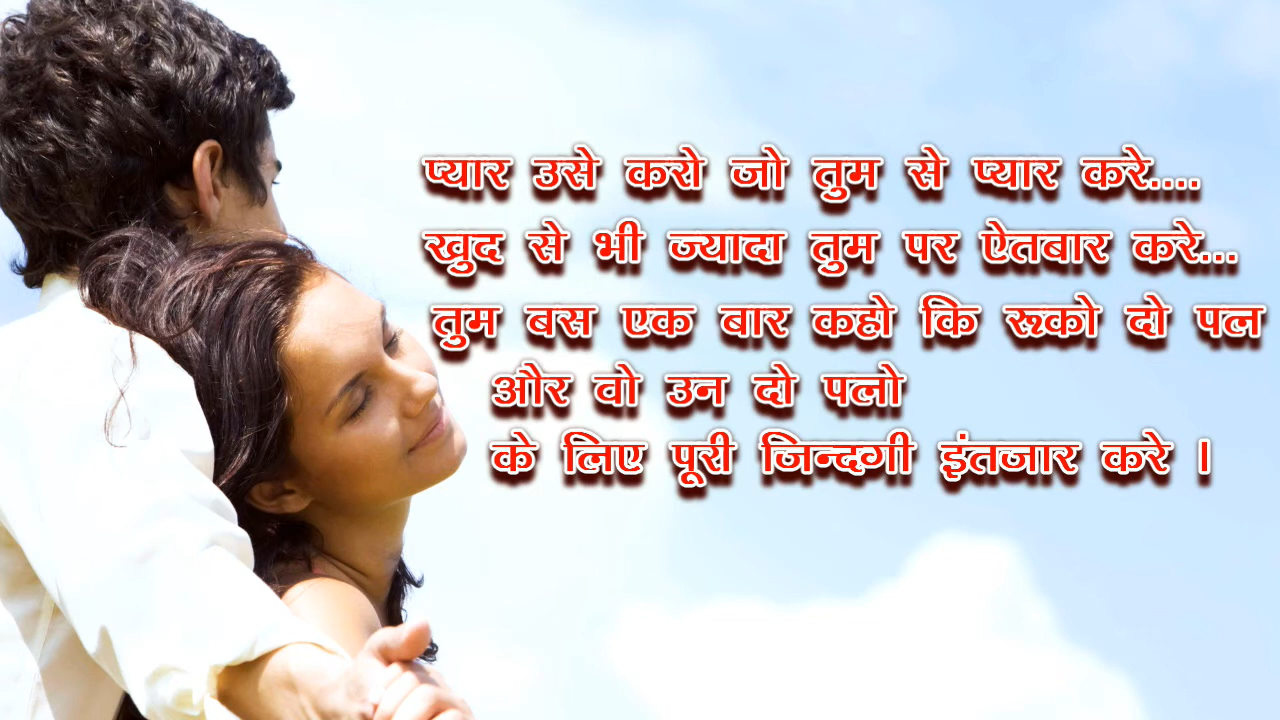 प्यार उसे करो जो तुम से प्यार करे....
खुद से भी ज्यादा तुम पर ऐतबार करे...
तुम बस एक बार कहो कि रूको दो पल
और वो उन दो पलो
के लिए पूरी जिन्दगी इंतजार करे ।